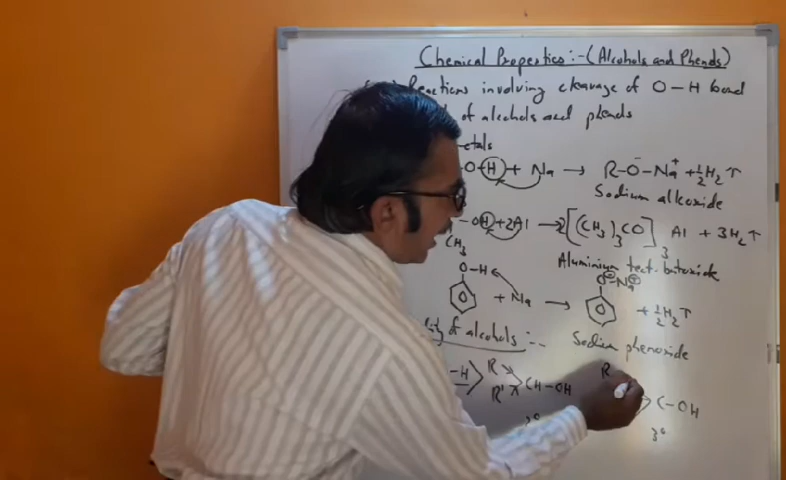 Chemical Properties:-(Alcohols and Phenols)
Reactions involving cleavage of O-H bond
of alcohols and phenols
etals
O-H + Na → R-O⁻-Na⁺ + ½H₂↑
Sodium alkoxide
-OH + 2Al → [(CH₃)₃CO]₃ Al + 3H₂↑
CH₃
Aluminium tert. butoxide
O-H + Na → O⊖-Na⊕ + ½H₂↑
of alcohols:-
Sodium phenoxide
-H > R R' > CH-OH R > C-OH
2° 3°